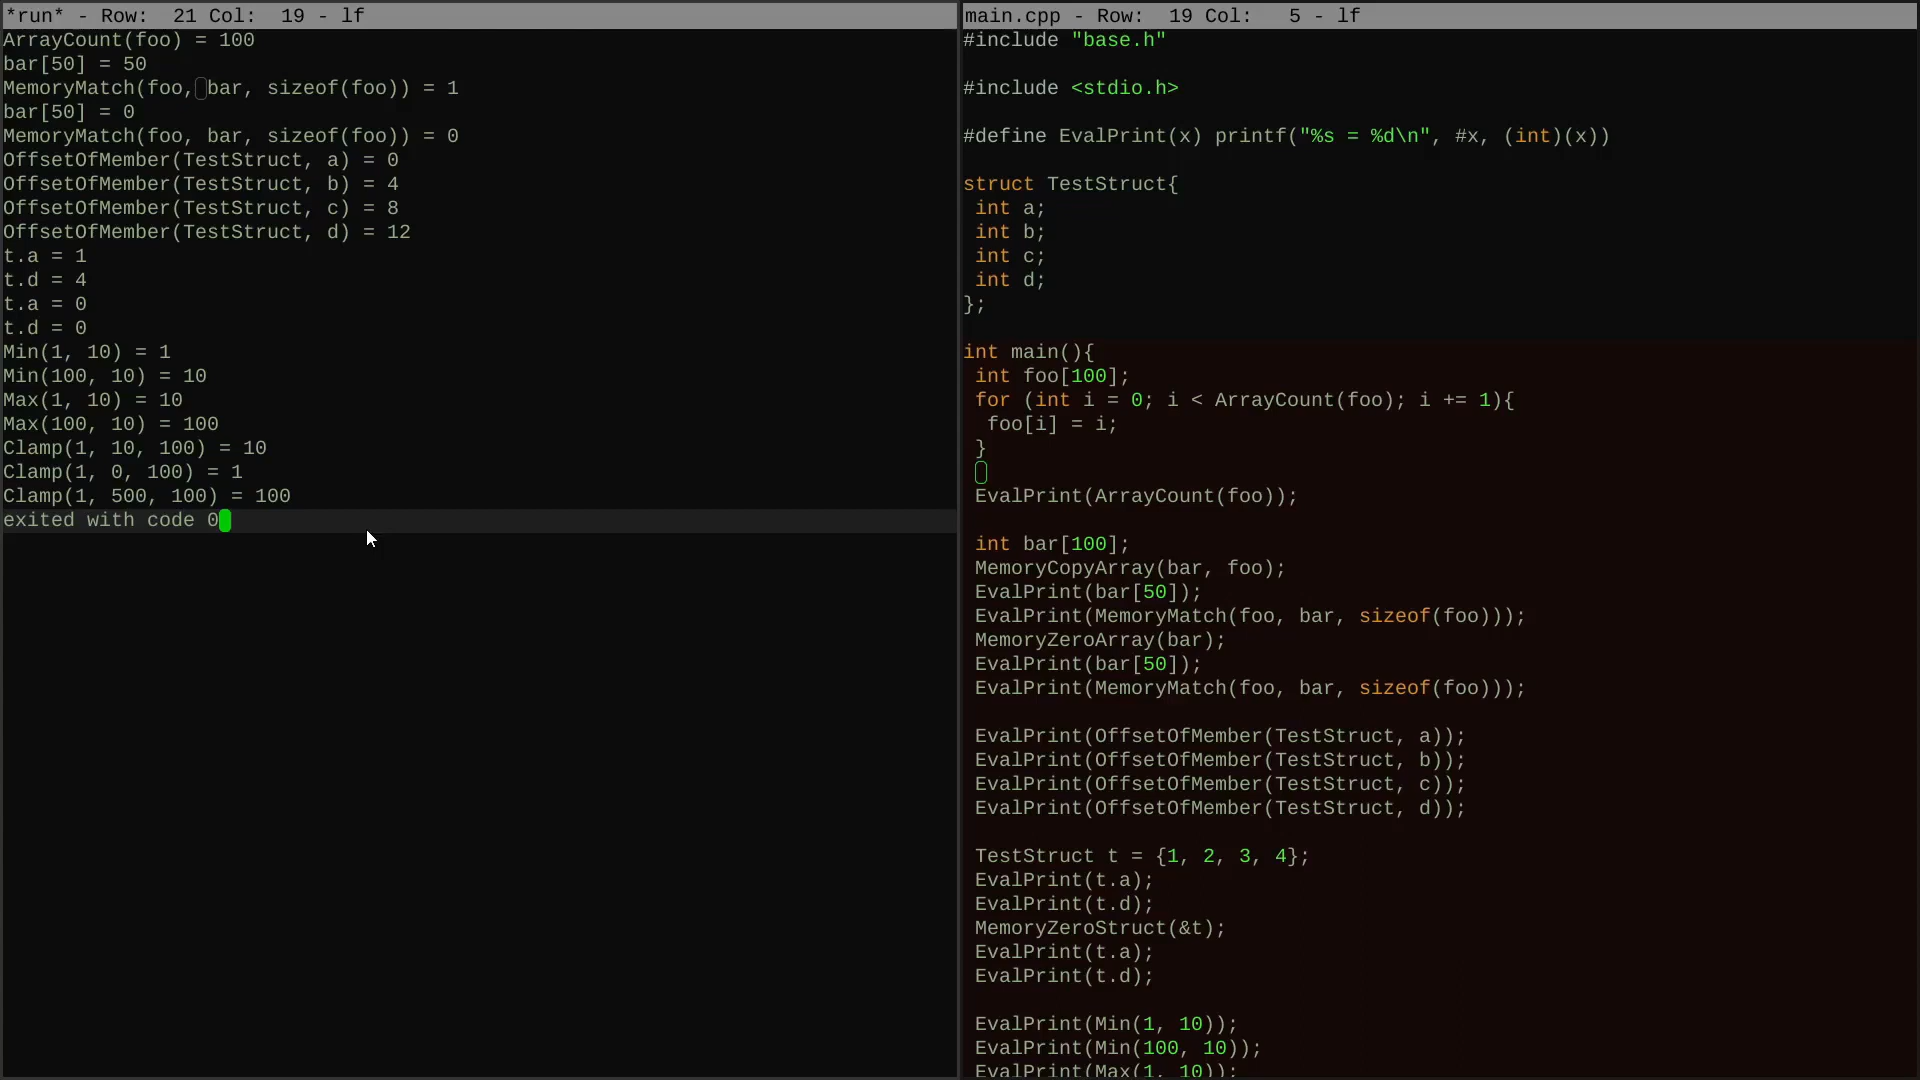 *run* - Row:  21 Col:  19 - lf
ArrayCount(foo) = 100
bar[50] = 50
MemoryMatch(foo, bar, sizeof(foo)) = 1
bar[50] = 0
MemoryMatch(foo, bar, sizeof(foo)) = 0
OffsetOfMember(TestStruct, a) = 0
OffsetOfMember(TestStruct, b) = 4
OffsetOfMember(TestStruct, c) = 8
OffsetOfMember(TestStruct, d) = 12
t.a = 1
t.d = 4
t.a = 0
t.d = 0
Min(1, 10) = 1
Min(100, 10) = 10
Max(1, 10) = 10
Max(100, 10) = 100
Clamp(1, 10, 100) = 10
Clamp(1, 0, 100) = 1
Clamp(1, 500, 100) = 100
exited with code 0
main.cpp - Row:  19 Col:   5 - lf
#include "base.h"
#include <stdio.h>
#define EvalPrint(x) printf("%s = %d\n", #x, (int)(x))
struct TestStruct{
 int a;
 int b;
 int c;
 int d;
};
int main(){
 int foo[100];
 for (int i = 0; i < ArrayCount(foo); i += 1){
  foo[i] = i;
 }
 EvalPrint(ArrayCount(foo));
 int bar[100];
 MemoryCopyArray(bar, foo);
 EvalPrint(bar[50]);
 EvalPrint(MemoryMatch(foo, bar, sizeof(foo)));
 MemoryZeroArray(bar);
 EvalPrint(bar[50]);
 EvalPrint(MemoryMatch(foo, bar, sizeof(foo)));
 EvalPrint(OffsetOfMember(TestStruct, a));
 EvalPrint(OffsetOfMember(TestStruct, b));
 EvalPrint(OffsetOfMember(TestStruct, c));
 EvalPrint(OffsetOfMember(TestStruct, d));
 TestStruct t = {1, 2, 3, 4};
 EvalPrint(t.a);
 EvalPrint(t.d);
 MemoryZeroStruct(&t);
 EvalPrint(t.a);
 EvalPrint(t.d);
 EvalPrint(Min(1, 10));
 EvalPrint(Min(100, 10));
 EvalPrint(Max(1, 10));